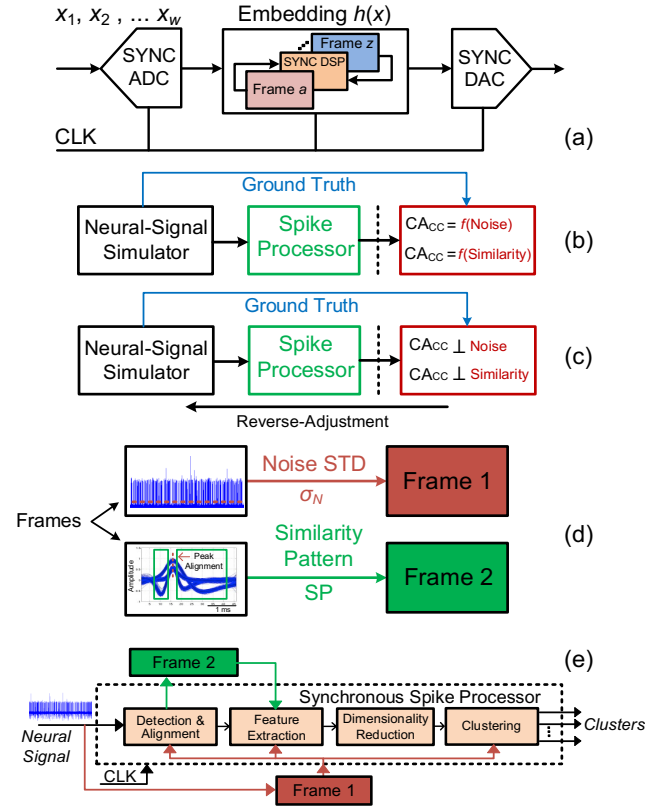 x1, x2 , ... xw
Embedding h(x)
SYNC ADC
Frame z
SYNC DSP
Frame a
SYNC DAC
CLK
(a)
Ground Truth
Neural-Signal Simulator
Spike Processor
CACC = f(Noise)
CACC = f(Similarity)
(b)
Ground Truth
Neural-Signal Simulator
Spike Processor
CACC ⊥ Noise
CACC ⊥ Similarity
(c)
Reverse-Adjustment
Frames
Noise STD
σN
Frame 1
Peak Alignment
Amplitude
1 ms
Similarity Pattern
SP
Frame 2
(d)
(e)
Frame 2
Synchronous Spike Processor
Neural Signal
Detection & Alignment
Feature Extraction
Dimensionality Reduction
Clustering
Clusters
CLK
Frame 1